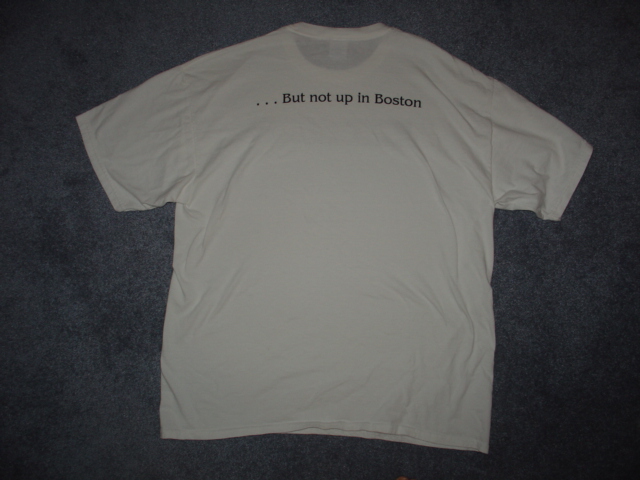 . . . But not up in Boston